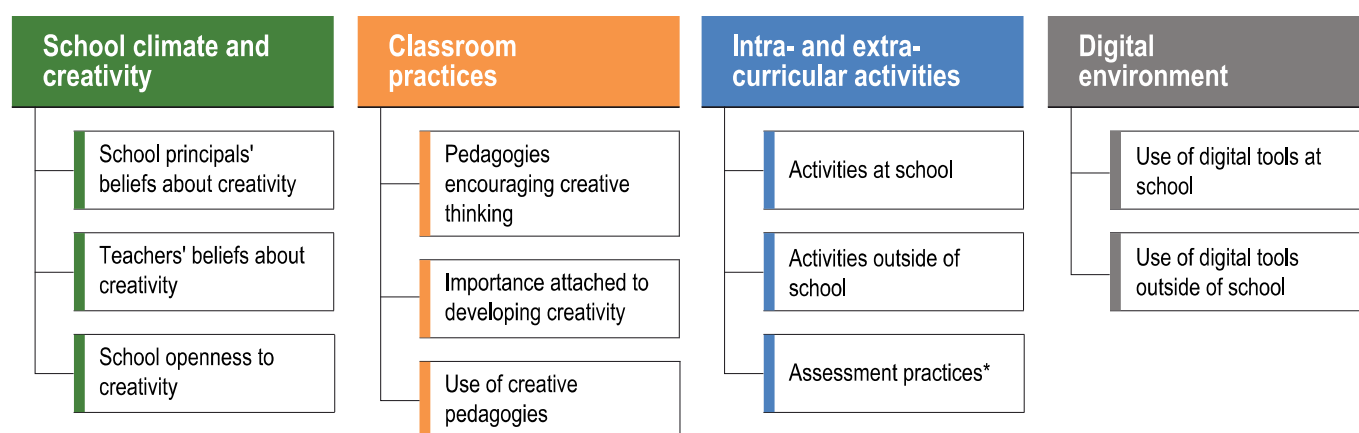 School climate and
creativity
School principals'
beliefs about creativity
Teachers' beliefs about
creativity
School openness to
creativity
Classroom
practices
Pedagogies
encouraging creative
thinking
Importance attached to
developing creativity
Use of creative
pedagogies
Intra- and extra-
curricular activities
Activities at school
Activities outside of
school
Assessment practices*
Digital
environment
Use of digital tools at
school
Use of digital tools
outside of school